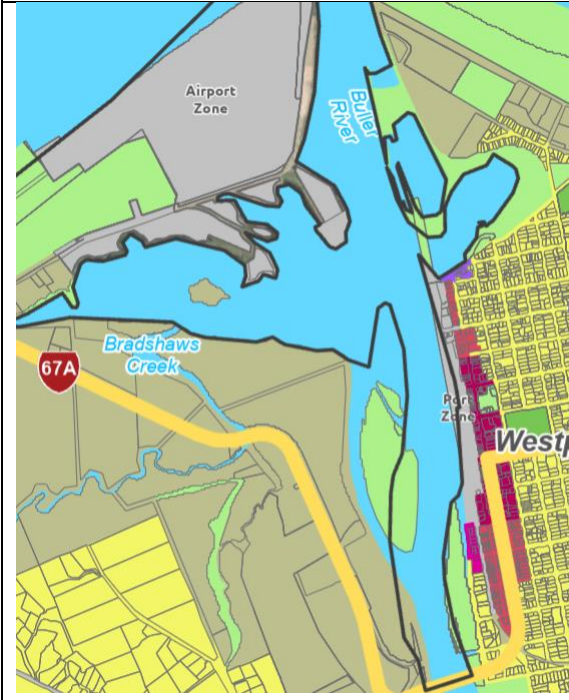 Airport
Zone
Buller
River
Bradshaws
Creek
67A
Port
Zone
Westp